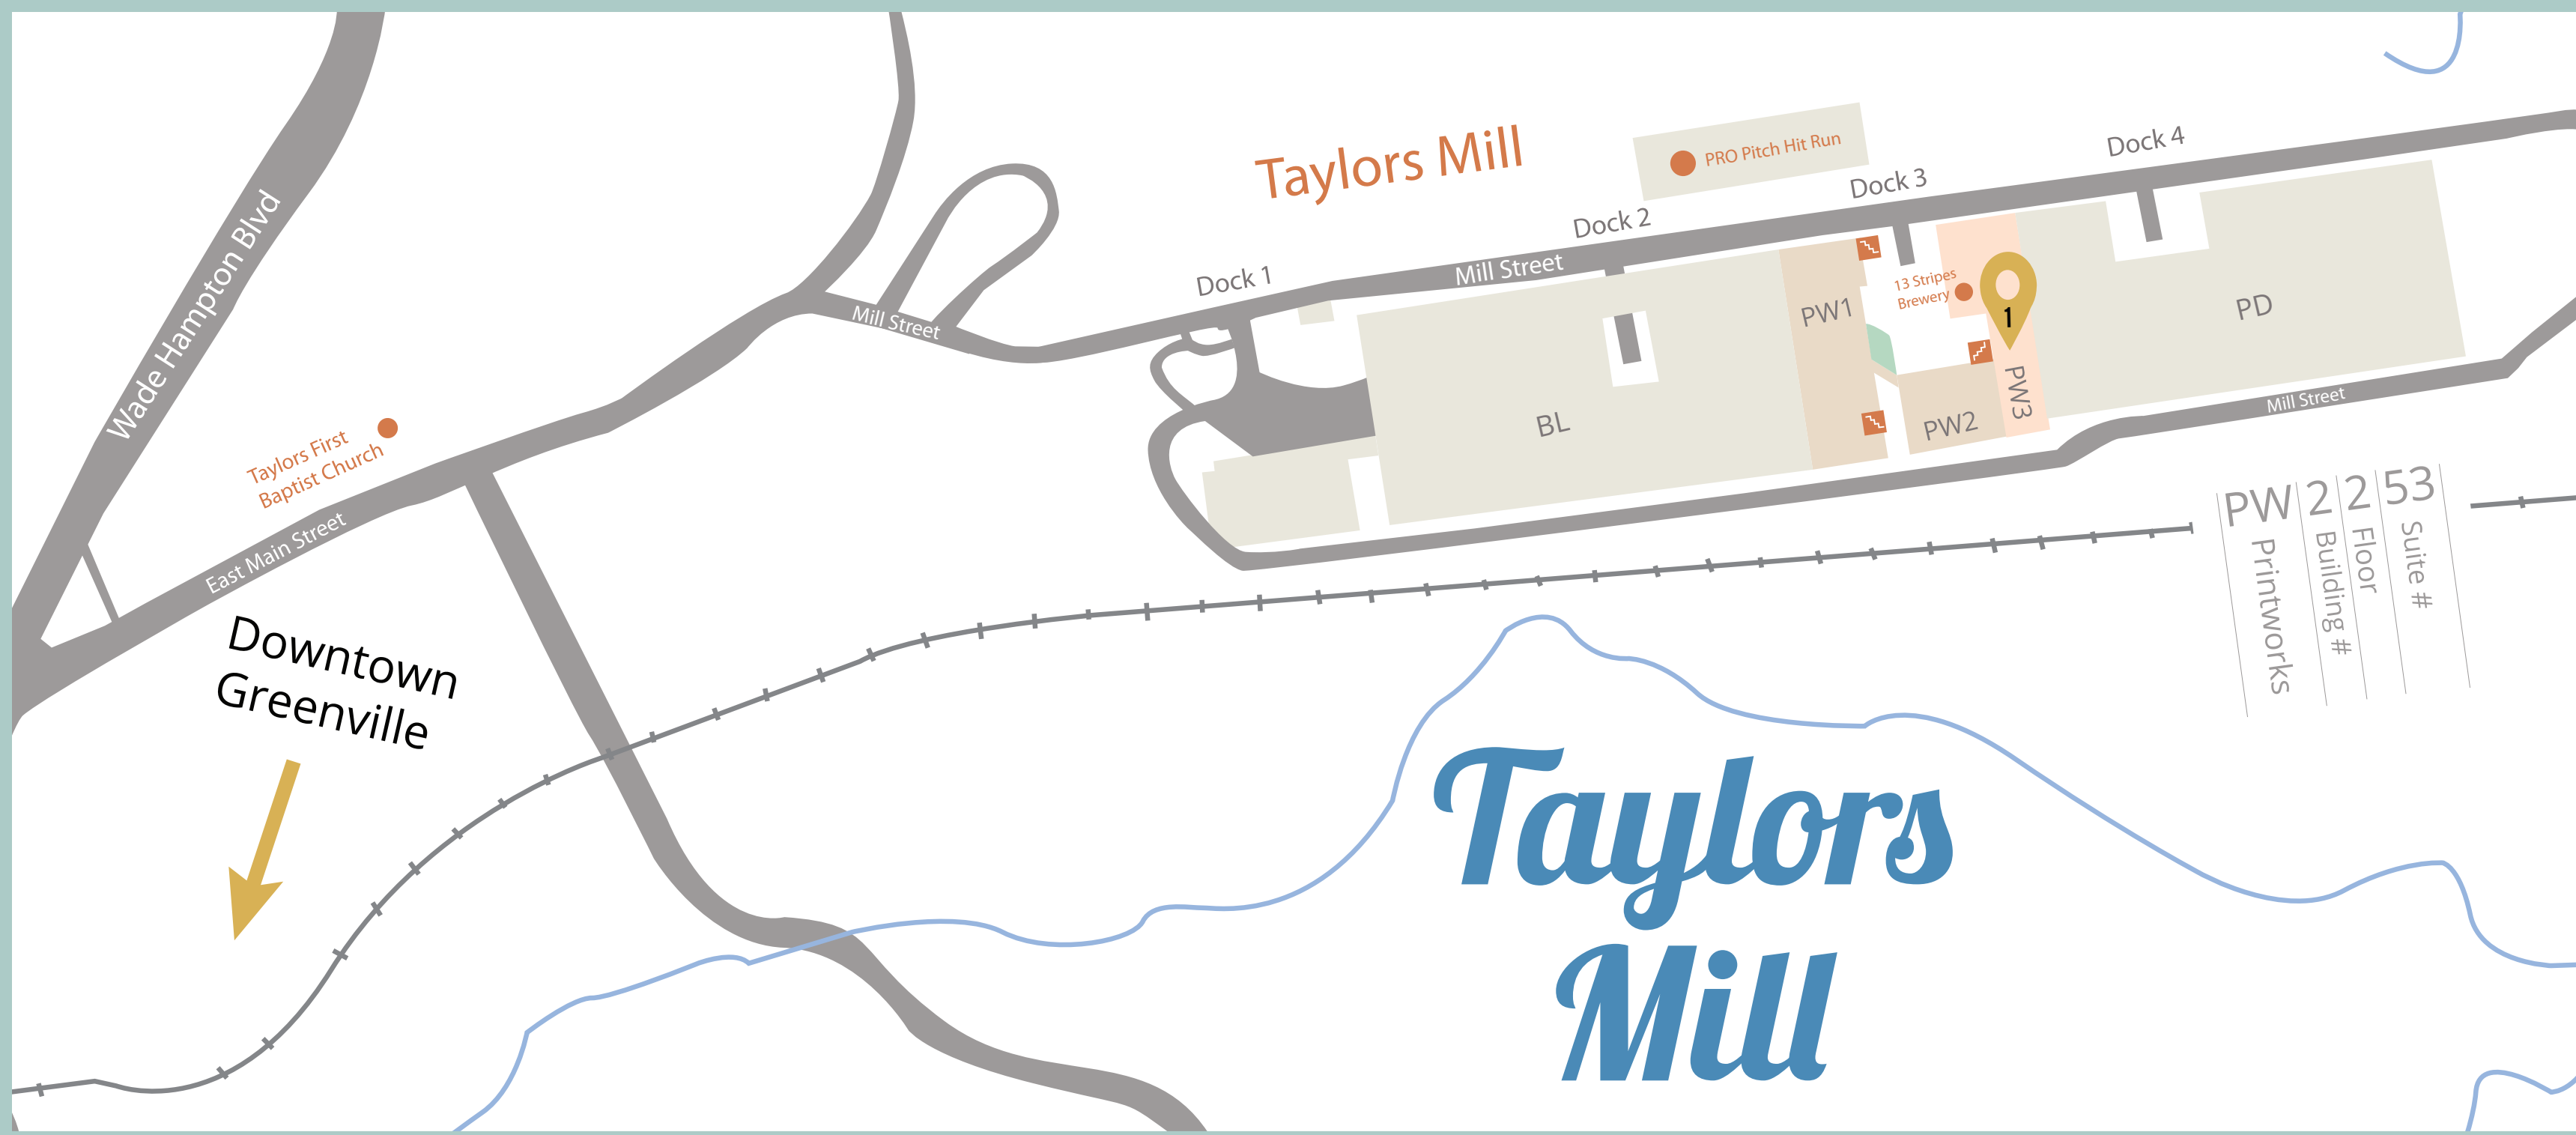 Wade Hampton Blvd
Taylors First
Baptist Church
East Main Street
Downtown
Greenville
Mill Street
Taylors Mill
PRO Pitch Hit Run
Dock 1
Dock 2
Dock 3
Dock 4
Mill Street
BL
PW1
13 Stripes
Brewery
1
PW2
PW3
PD
Mill Street
PW 2 2 53
Printworks
Building #
Floor
Suite #
Taylors
Mill